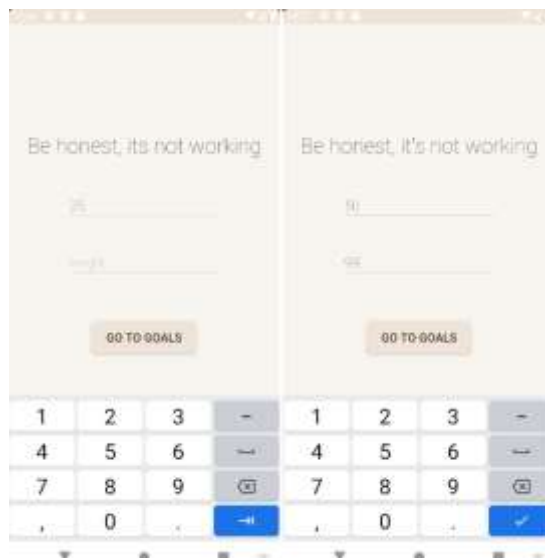 Be honest, its not working
GO TO GOALS
1 2 3 -
4 5 6
7 8 9
, 0 .
Be honest, it's not working
GO TO GOALS
1 2 3 -
4 5 6
7 8 9
, 0 .